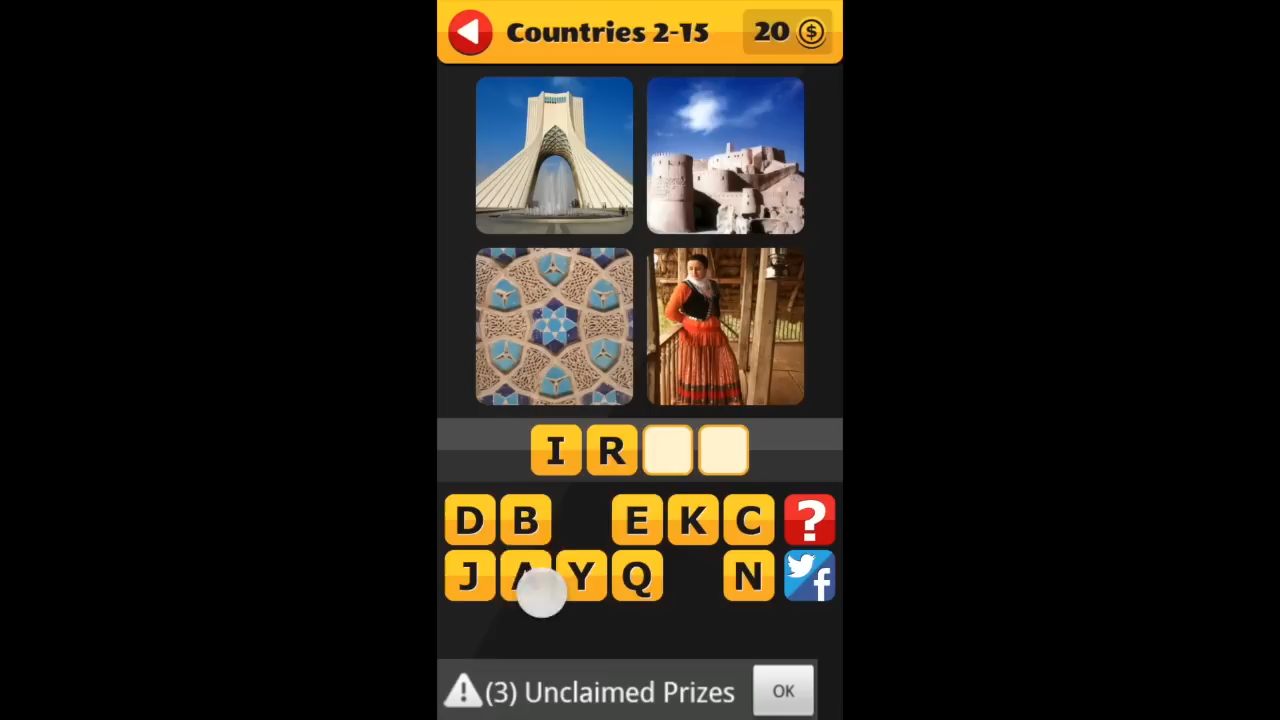 Countries 2-15 20 $
I R
D B E K C ?
J A Y Q N f
(3) Unclaimed Prizes OK